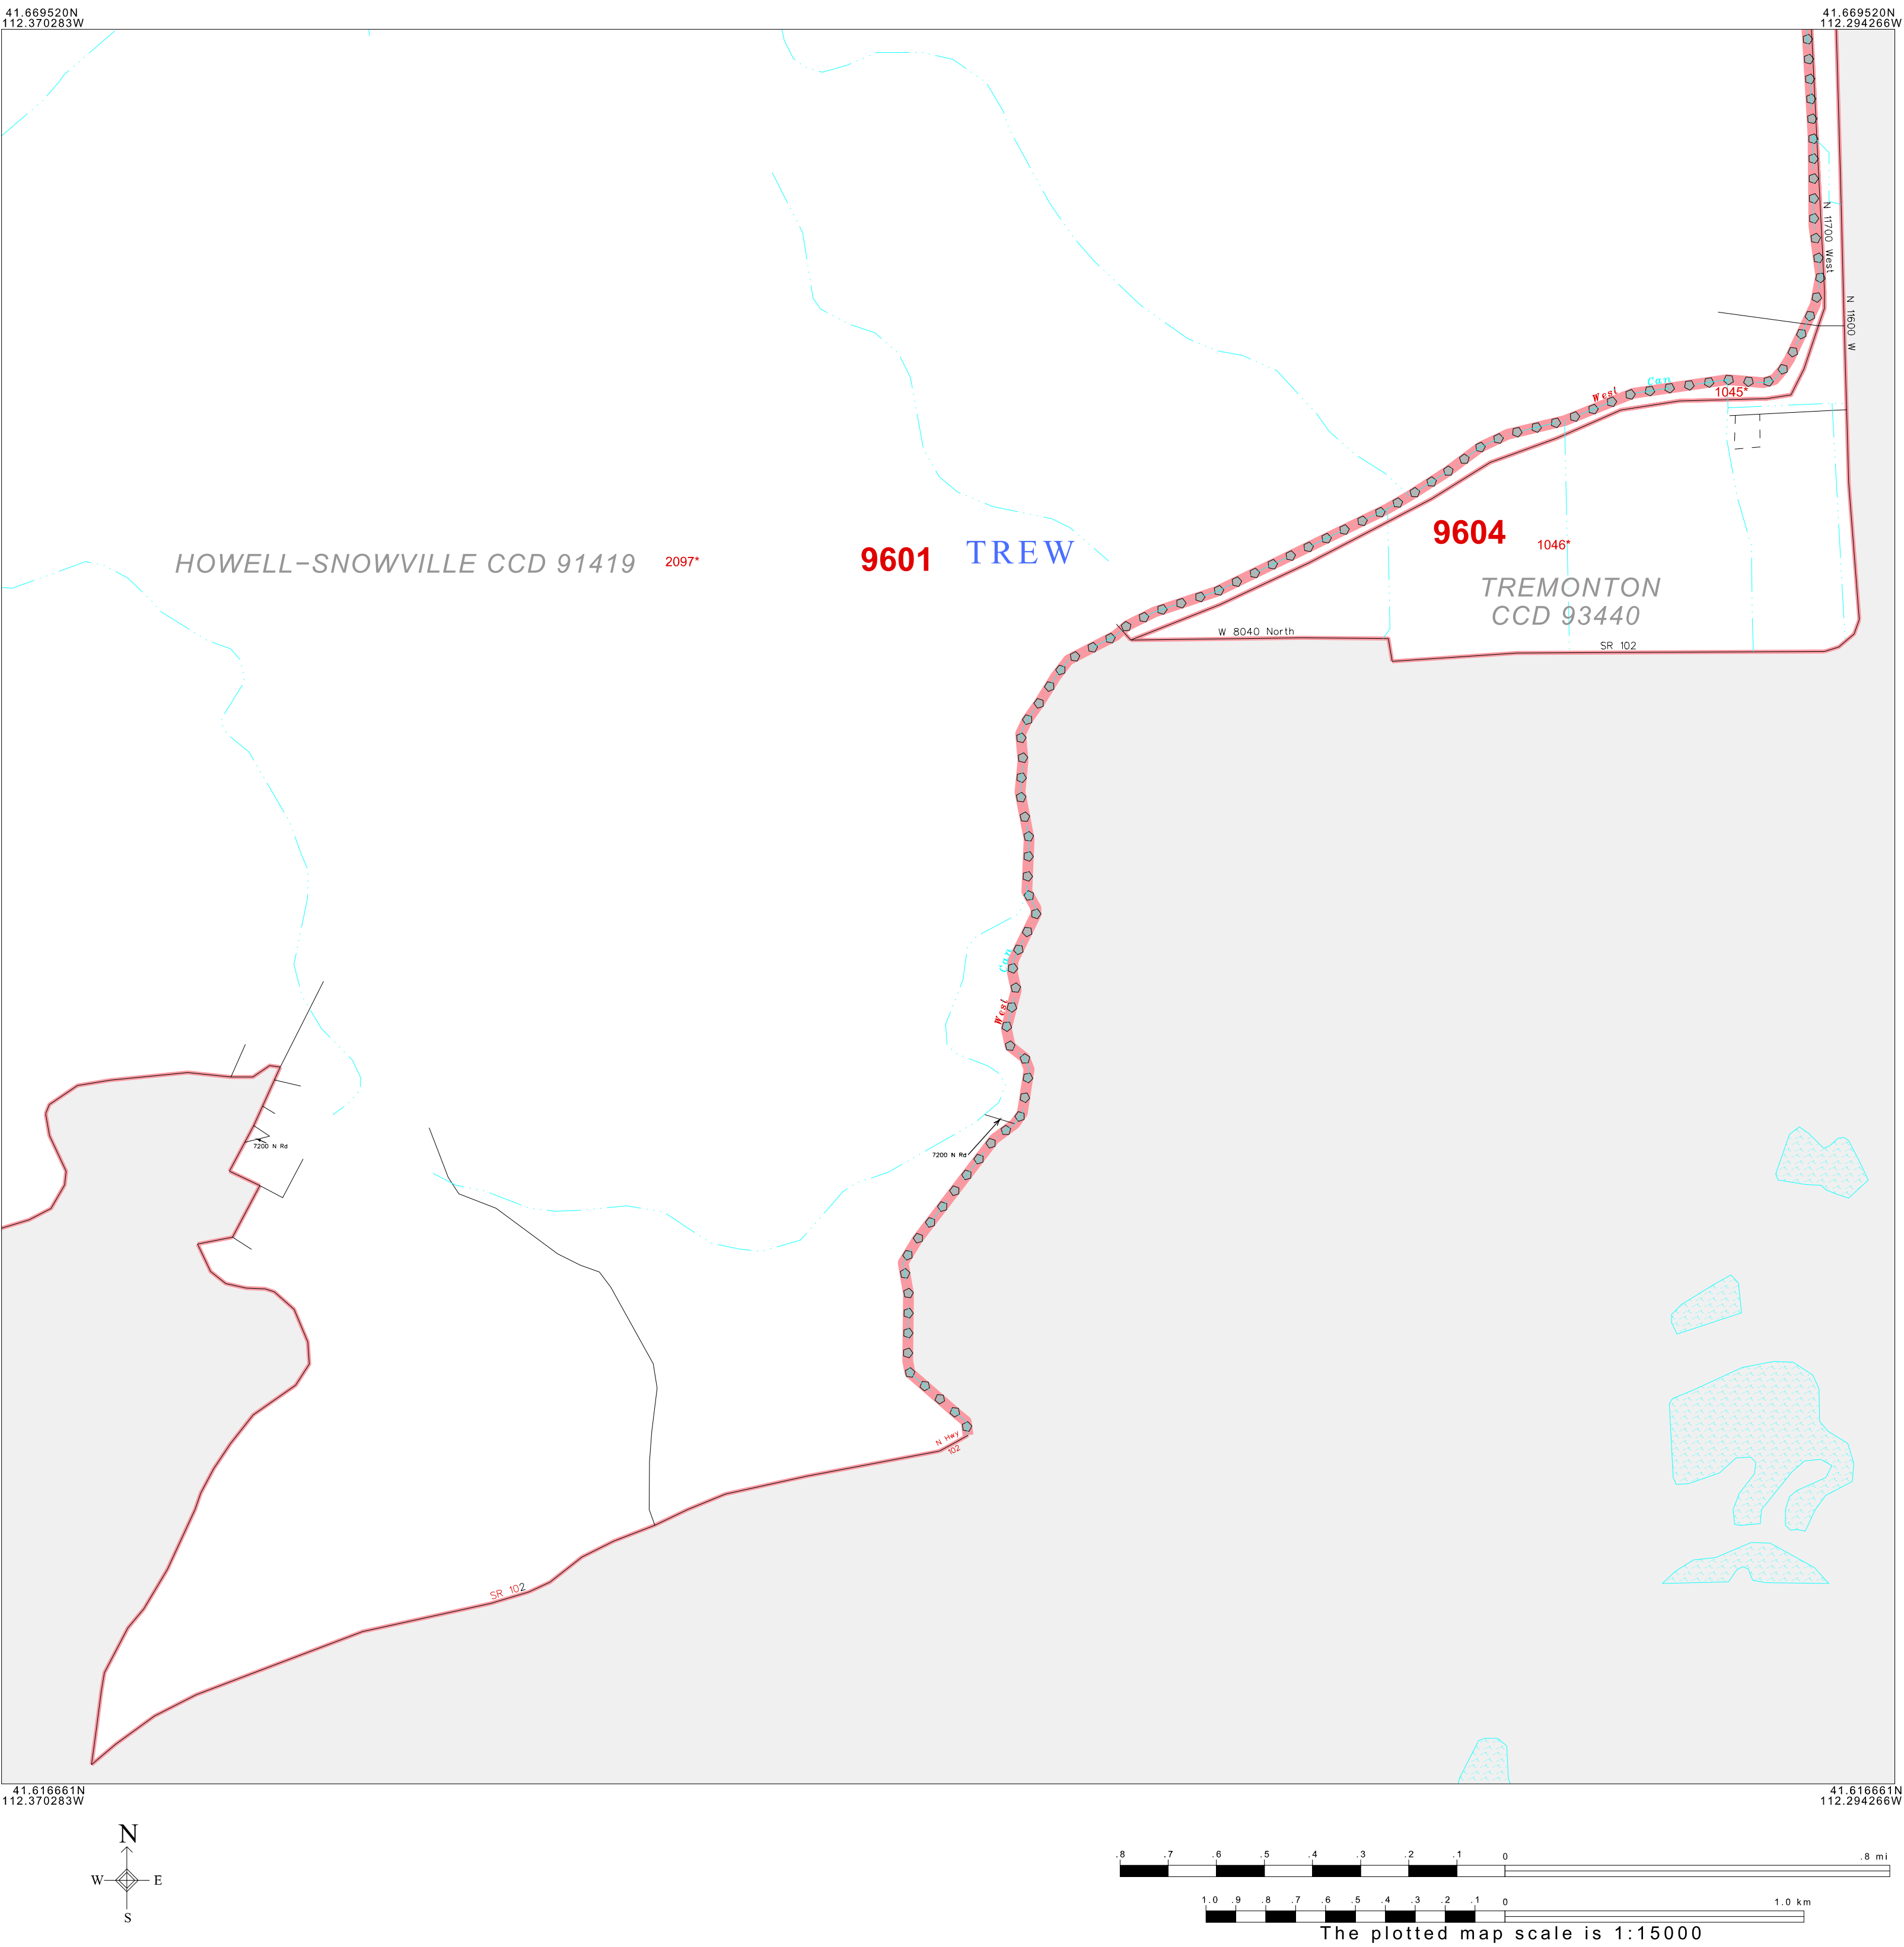 41.669520N
112.370283W
41.669520N
112.294266W
N 11700 West
N 11600 W
West
Can
1045*
9604
1046*
HOWELL-SNOWVILLE CCD 91419
2097*
9601
TREW
TREMONTON
CCD 93440
W 8040 North
SR 102
Can
West
7200 N Rd
7200 N Rd
N Hwy
102
SR 102
41.616661N
112.370283W
41.616661N
112.294266W
N
W
E
S
.8 .7 .6 .5 .4 .3 .2 .1 0 .8 mi
1.0 .9 .8 .7 .6 .5 .4 .3 .2 .1 0 1.0 km
The plotted map scale is 1:15000